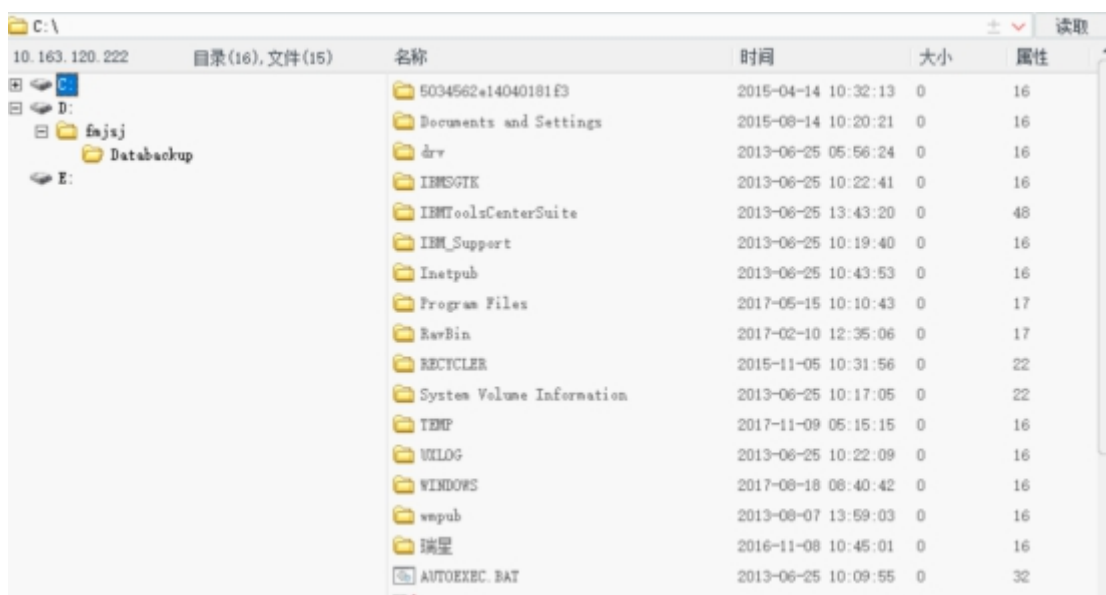 C:\ 读取
10.163.120.222 目录(16),文件(15) 名称 时间 大小 属性
C:
D:
fmjsj
Databackup
E:
5034562e14040181f3 2015-04-14 10:32:13 0 16
Documents and Settings 2015-08-14 10:20:21 0 16
drv 2013-06-25 05:56:24 0 16
IBMSGTK 2013-06-25 10:22:41 0 16
IBMToolsCenterSuite 2013-06-25 13:43:20 0 48
IBM_Support 2013-06-25 10:19:40 0 16
Inetpub 2013-06-25 10:43:53 0 16
Program Files 2017-05-15 10:10:43 0 17
RavBin 2017-02-10 12:35:06 0 17
RECYCLER 2015-11-05 10:31:56 0 22
System Volume Information 2013-06-25 10:17:05 0 22
TEMP 2017-11-09 05:15:15 0 16
UXLOG 2013-06-25 10:22:09 0 16
WINDOWS 2017-08-18 08:40:42 0 16
wmpub 2013-08-07 13:59:03 0 16
瑞星 2016-11-08 10:45:01 0 16
AUTOEXEC.BAT 2013-06-25 10:09:55 0 32